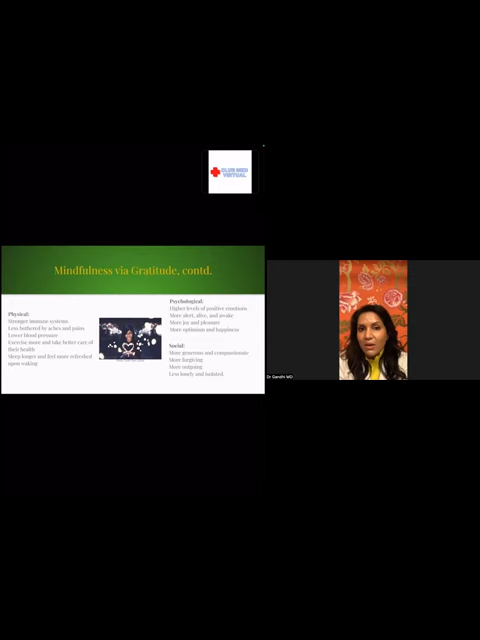 CLUB MED
VIRTUAL
Mindfulness via Gratitude, contd.
Physical:
Stronger immune systems
Less bothered by aches and pains
Lower blood pressure
Exercise more and take better care of
their health
Sleep longer and feel more refreshed
upon waking
Psychological:
Higher levels of positive emotions
More alert, alive, and awake
More joy and pleasure
More optimism and happiness
Social:
More generous and compassionate
More forgiving
More outgoing
Less lonely and isolated.
Dr Gandhi MD